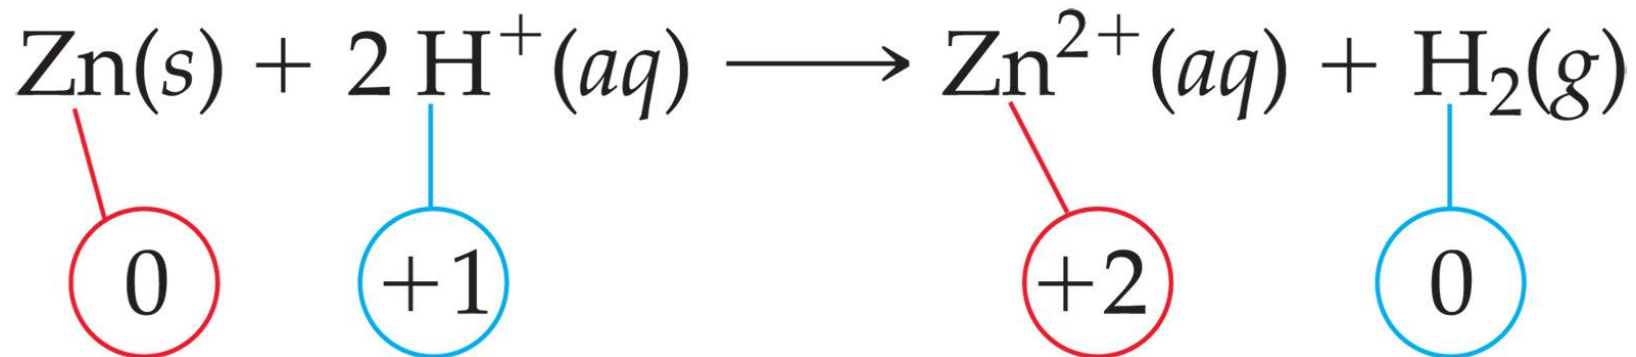 Zn(s) + 2 H⁺(aq) ⟶ Zn²⁺(aq) + H₂(g)
0 +1 +2 0